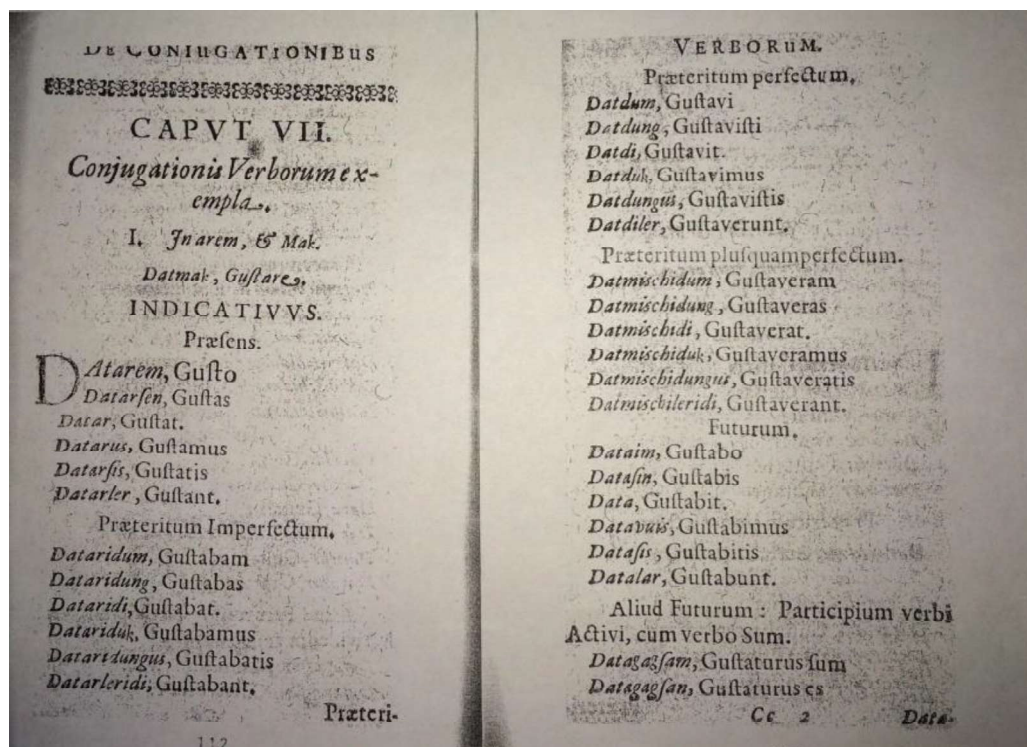 DE CONJUGATIONIBUS
CAPVT VII.
Conjugationis Verborum ex-
empla.
I. In arem, & Mak.
Datmak, Guſtare.
INDICATIVVS.
Præſens.
DAtarem, Guſto
Datarſen, Guſtas
Datar, Guſtat.
Datarus, Guſtamus
Datarſis, Guſtatis
Datarler, Guſtant.
Præteritum Imperfectum.
Dataridum, Guſtabam
Dataridung, Guſtabas
Dataridi, Guſtabat.
Datariduk, Guſtabamus
Dataridungus, Guſtabatis
Datarleridi, Guſtabant.
Præteri-
112
VERBORUM.
Præteritum perfectum.
Datdum, Guſtavi
Datdung, Guſtaviſti
Datdi, Guſtavit.
Datduk, Guſtavimus
Datdungus, Guſtaviſtis
Datdiler, Guſtaverunt.
Præteritum pluſquamperfectum.
Datmischidum, Guſtaveram
Datmischidung, Guſtaveras
Datmischidi, Guſtaverat.
Datmischiduk, Guſtaveramus
Datmischidungus, Guſtaveratis
Datmischileridi, Guſtaverant.
Futurum.
Dataim, Guſtabo
Dataſin, Guſtabis
Data, Guſtabit.
Datavuis, Guſtabimus
Dataſis, Guſtabitis
Datalar, Guſtabunt.
Aliud Futurum : Participium verbi
Activi, cum verbo Sum.
Datagagſam, Guſtaturus ſum
Datagagſan, Guſtaturus es
Cc 2 Data-